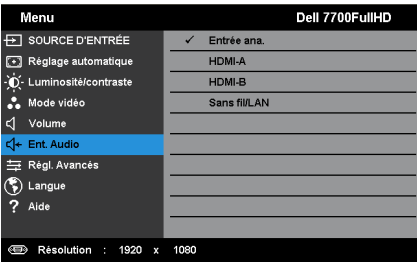 Menu Dell 7700FullHD
SOURCE D'ENTRÉE ✓ Entrée ana.
Réglage automatique HDMI-A
Luminosité/contraste HDMI-B
Mode vidéo Sans fil/LAN
Volume
Ent. Audio
Régl. Avancés
Langue
? Aide
Résolution : 1920 x 1080